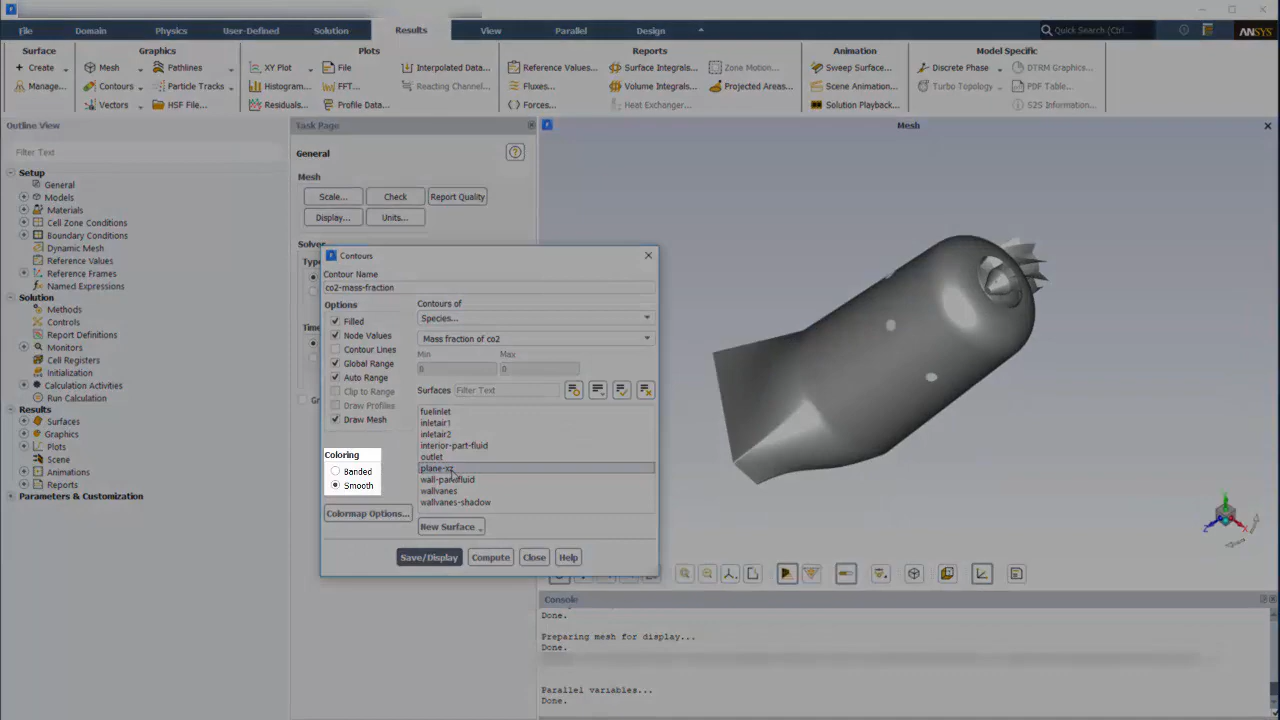 File Domain Physics User-Defined Solution Results View Parallel Design Quick Search (Ctrl... ANSYS
Surface Graphics Plots Reports Animation Model Specific
Create Mesh Pathlines XY Plot File Interpolated Data... Reference Values... Surface Integrals... Zone Motion... Sweep Surface... Discrete Phase DTRM Graphics...
Manage... Contours Particle Tracks Histogram... FFT... Reacting Channel... Fluxes... Volume Integrals... Projected Areas... Scene Animation... Turbo Topology PDF Table...
Vectors HSF File... Residuals... Profile Data... Forces... Heat Exchanger... Solution Playback... S2S Information...
Outline View
Filter Text
Setup
General
Models
Materials
Cell Zone Conditions
Boundary Conditions
Dynamic Mesh
Reference Values
Reference Frames
Named Expressions
Solution
Methods
Controls
Report Definitions
Monitors
Cell Registers
Initialization
Calculation Activities
Run Calculation
Results
Surfaces
Graphics
Plots
Scene
Animations
Reports
Parameters & Customization
Task Page
General
Mesh
Scale... Check Report Quality
Display... Units...
Solver
Contours
Contour Name
co2-mass-fraction
Options
Filled
Node Values
Contour Lines
Global Range
Auto Range
Clip to Range
Draw Profiles
Draw Mesh
Coloring
Banded
Smooth
Colormap Options...
Contours of
Species...
Mass fraction of co2
Min Max
0 0
Surfaces Filter Text
fuelinlet
inletair1
inletair2
interior-part-fluid
outlet
plane-xz
wall-part-fluid
wallvanes
wallvanes-shadow
New Surface
Save/Display Compute Close Help
Mesh
Z
X
Console
Done.
Preparing mesh for display...
Done.
Parallel variables...
Done.